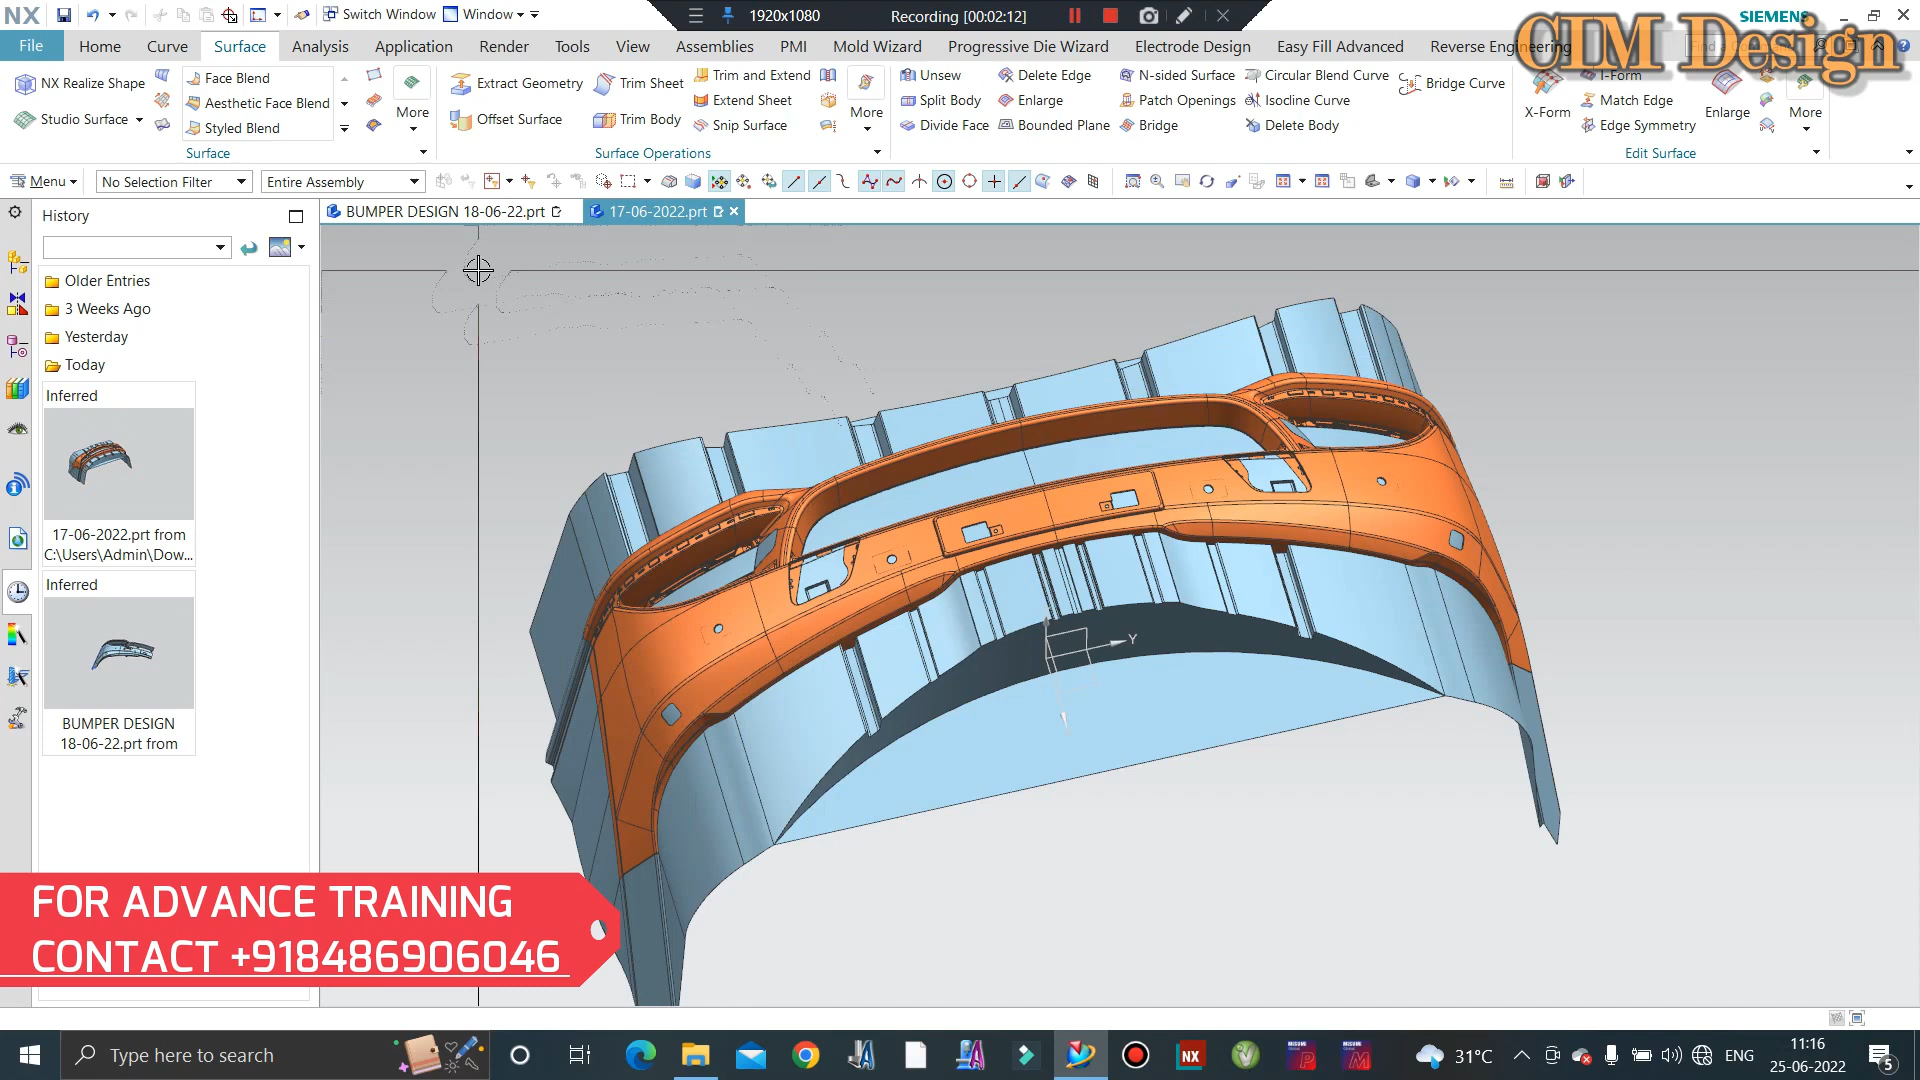 NX
Switch Window
Window
1920x1080
Recording [00:02:12]
SIEMENS
CIM Design
File
Home
Curve
Surface
Analysis
Application
Render
Tools
View
Assemblies
PMI
Mold Wizard
Progressive Die Wizard
Electrode Design
Easy Fill Advanced
Reverse Engineering
NX Realize Shape
Studio Surface
Face Blend
Aesthetic Face Blend
Styled Blend
More
Surface
Extract Geometry
Offset Surface
Trim Sheet
Trim Body
Trim and Extend
Extend Sheet
Snip Surface
More
Surface Operations
Unsew
Split Body
Divide Face
Delete Edge
Enlarge
Bounded Plane
N-sided Surface
Patch Openings
Bridge
Circular Blend Curve
Isocline Curve
Delete Body
Bridge Curve
X-Form
I-Form
Match Edge
Edge Symmetry
Enlarge
More
Edit Surface
Menu
No Selection Filter
Entire Assembly
History
BUMPER DESIGN 18-06-22.prt
17-06-2022.prt
Older Entries
3 Weeks Ago
Yesterday
Today
Inferred
17-06-2022.prt from
C:\Users\Admin\Dow...
Inferred
BUMPER DESIGN
18-06-22.prt from
Y
FOR ADVANCE TRAINING
CONTACT +918486906046
Type here to search
NX
31°C
ENG
11:16
25-06-2022
5